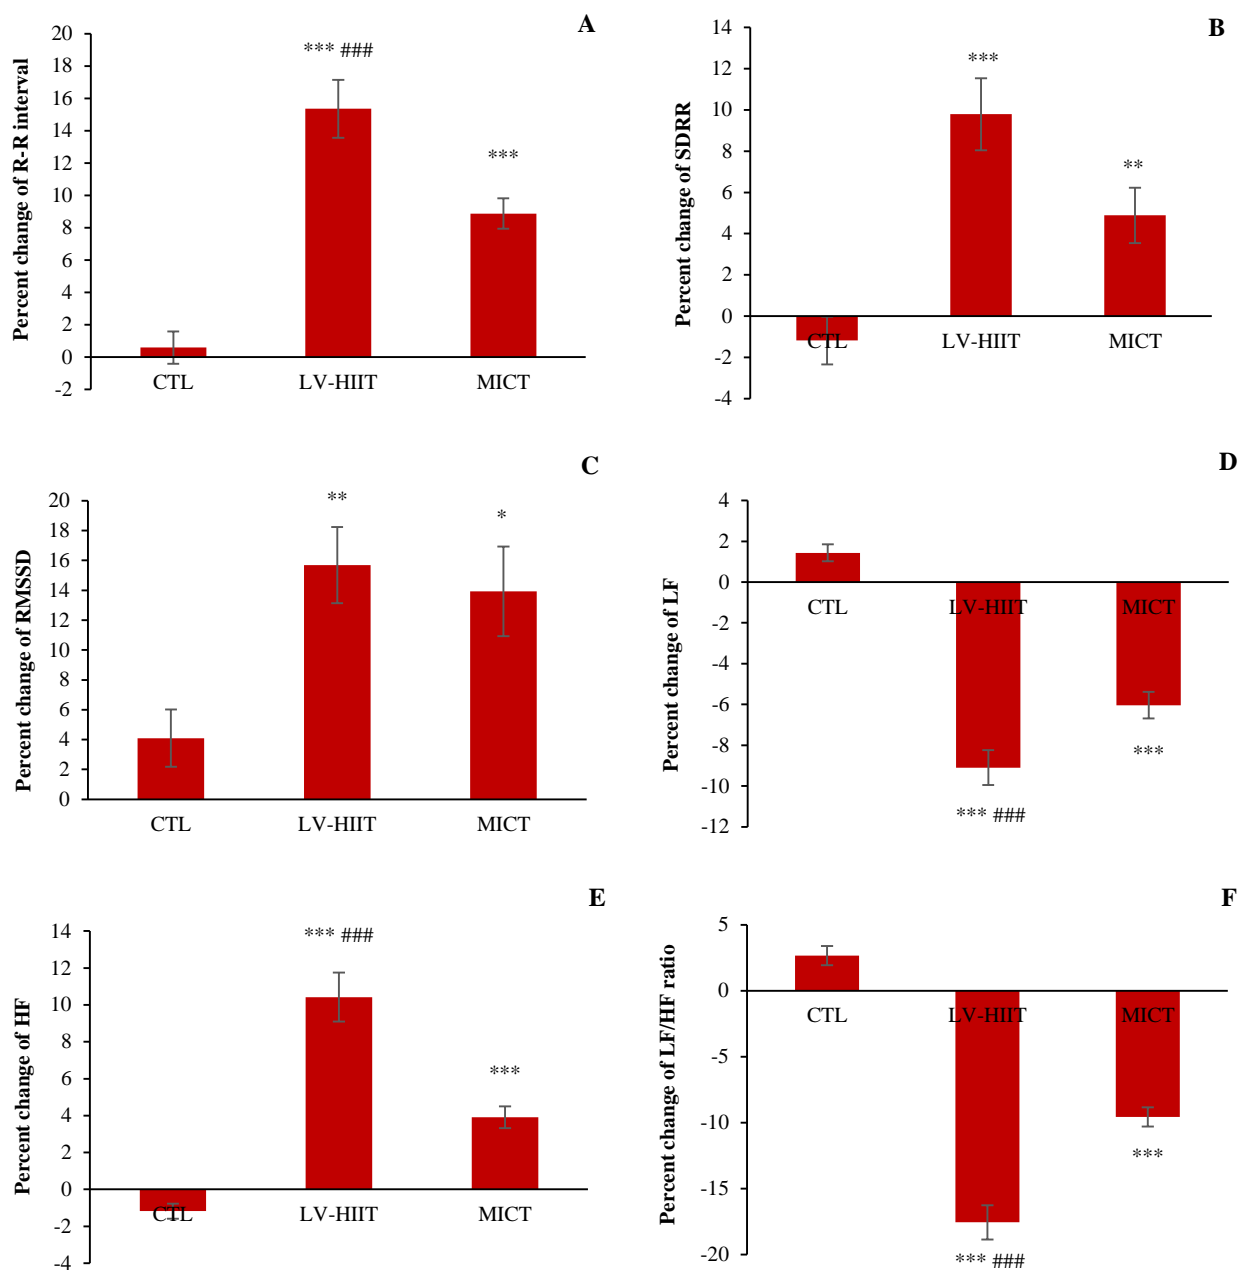 A
Percent change of R-R interval
20
18
16
14
12
10
8
6
4
2
0
-2
*** ###
***
CTL
LV-HIIT
MICT
B
Percent change of SDRR
14
12
10
8
6
4
2
0
-2
-4
***
**
CTL
LV-HIIT
MICT
C
Percent change of RMSSD
20
18
16
14
12
10
8
6
4
2
0
**
*
CTL
LV-HIIT
MICT
D
Percent change of LF
4
2
0
-2
-4
-6
-8
-10
-12
CTL
LV-HIIT
MICT
***
*** ###
E
Percent change of HF
14
12
10
8
6
4
2
0
-2
-4
*** ###
***
CTL
LV-HIIT
MICT
F
Percent change of LF/HF ratio
5
0
-5
-10
-15
-20
CTL
LV-HIIT
MICT
***
*** ###